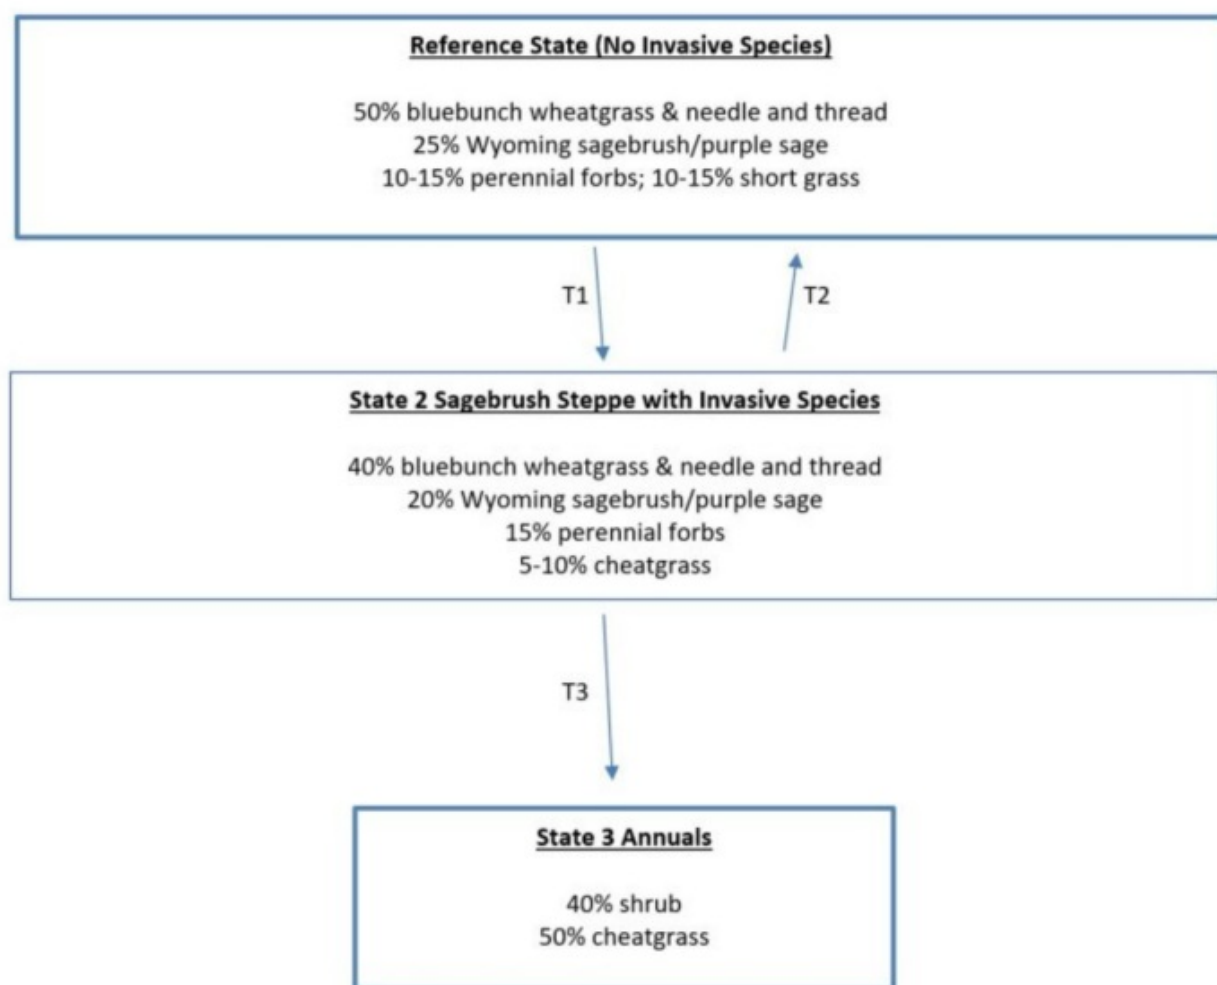 Reference State (No Invasive Species)
50% bluebunch wheatgrass & needle and thread
25% Wyoming sagebrush/purple sage
10-15% perennial forbs; 10-15% short grass
T1
T2
State 2 Sagebrush Steppe with Invasive Species
40% bluebunch wheatgrass & needle and thread
20% Wyoming sagebrush/purple sage
15% perennial forbs
5-10% cheatgrass
T3
State 3 Annuals
40% shrub
50% cheatgrass